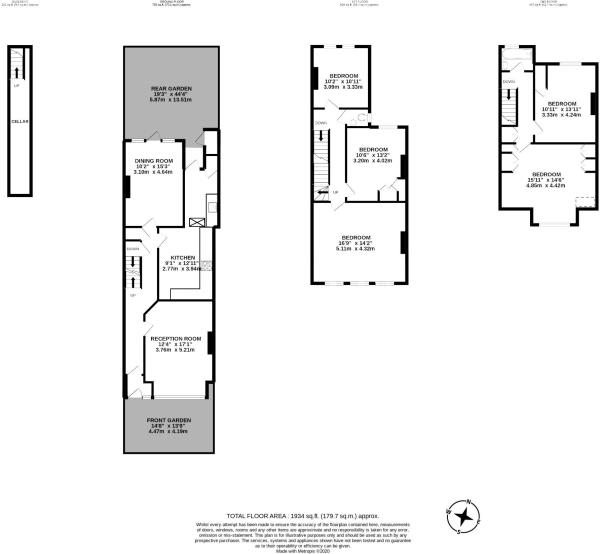 BASEMENT
GROUND FLOOR
1ST FLOOR
2ND FLOOR
UP
CELLAR
REAR GARDEN
19'3" x 44'4"
5.87m x 13.51m
DINING ROOM
10'2" x 15'3"
3.10m x 4.64m
KITCHEN
9'1" x 12'11"
2.77m x 3.94m
DOWN
UP
RECEPTION ROOM
12'4" x 17'1"
3.76m x 5.21m
FRONT GARDEN
14'8" x 13'9"
4.47m x 4.19m
BEDROOM
10'2" x 10'11"
3.09m x 3.33m
DOWN
BEDROOM
10'6" x 13'2"
3.20m x 4.02m
UP
BEDROOM
16'9" x 14'2"
5.11m x 4.32m
DOWN
BEDROOM
10'11" x 13'11"
3.33m x 4.24m
BEDROOM
15'11" x 14'6"
4.85m x 4.42m
TOTAL FLOOR AREA : 1934 sq.ft. (179.7 sq.m.) approx.
Whilst every attempt has been made to ensure the accuracy of the floorplan contained here, measurements
of doors, windows, rooms and any other items are approximate and no responsibility is taken for any error,
omission or mis-statement. This plan is for illustrative purposes only and should be used as such by any
prospective purchaser. The services, systems and appliances shown have not been tested and no guarantee
as to their operability or efficiency can be given.
Made with Metropix ©2020
N
E
S
W